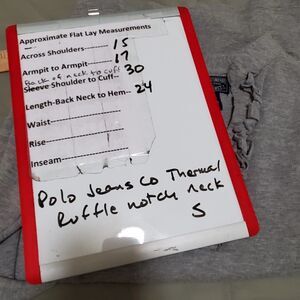 Approximate Flat Lay Measurements
Across Shoulders--------- 15
Armpit to Armpit--------- 17
Back of neck to cuff 30
Sleeve Shoulder to Cuff--
Length-Back Neck to Hem-- 24
Waist--------------------
Rise---------------------
Inseam-------------------
Polo Jeans Co Thermal
Ruffle notch neck
S